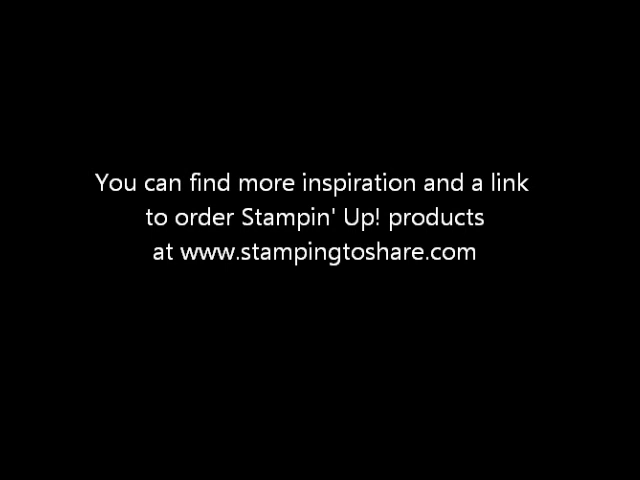 You can find more inspiration and a link
to order Stampin' Up! products
at www.stampingtoshare.com